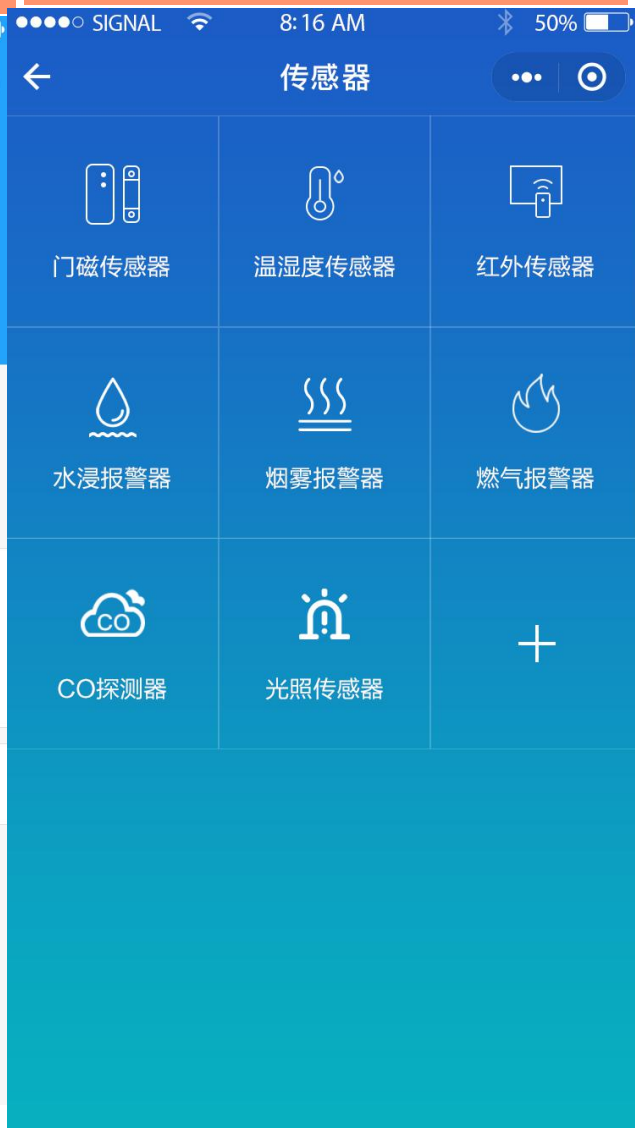 SIGNAL 8:16 AM 50%
传感器
门磁传感器 温湿度传感器 红外传感器
水浸报警器 烟雾报警器 燃气报警器
CO
CO探测器 光照传感器